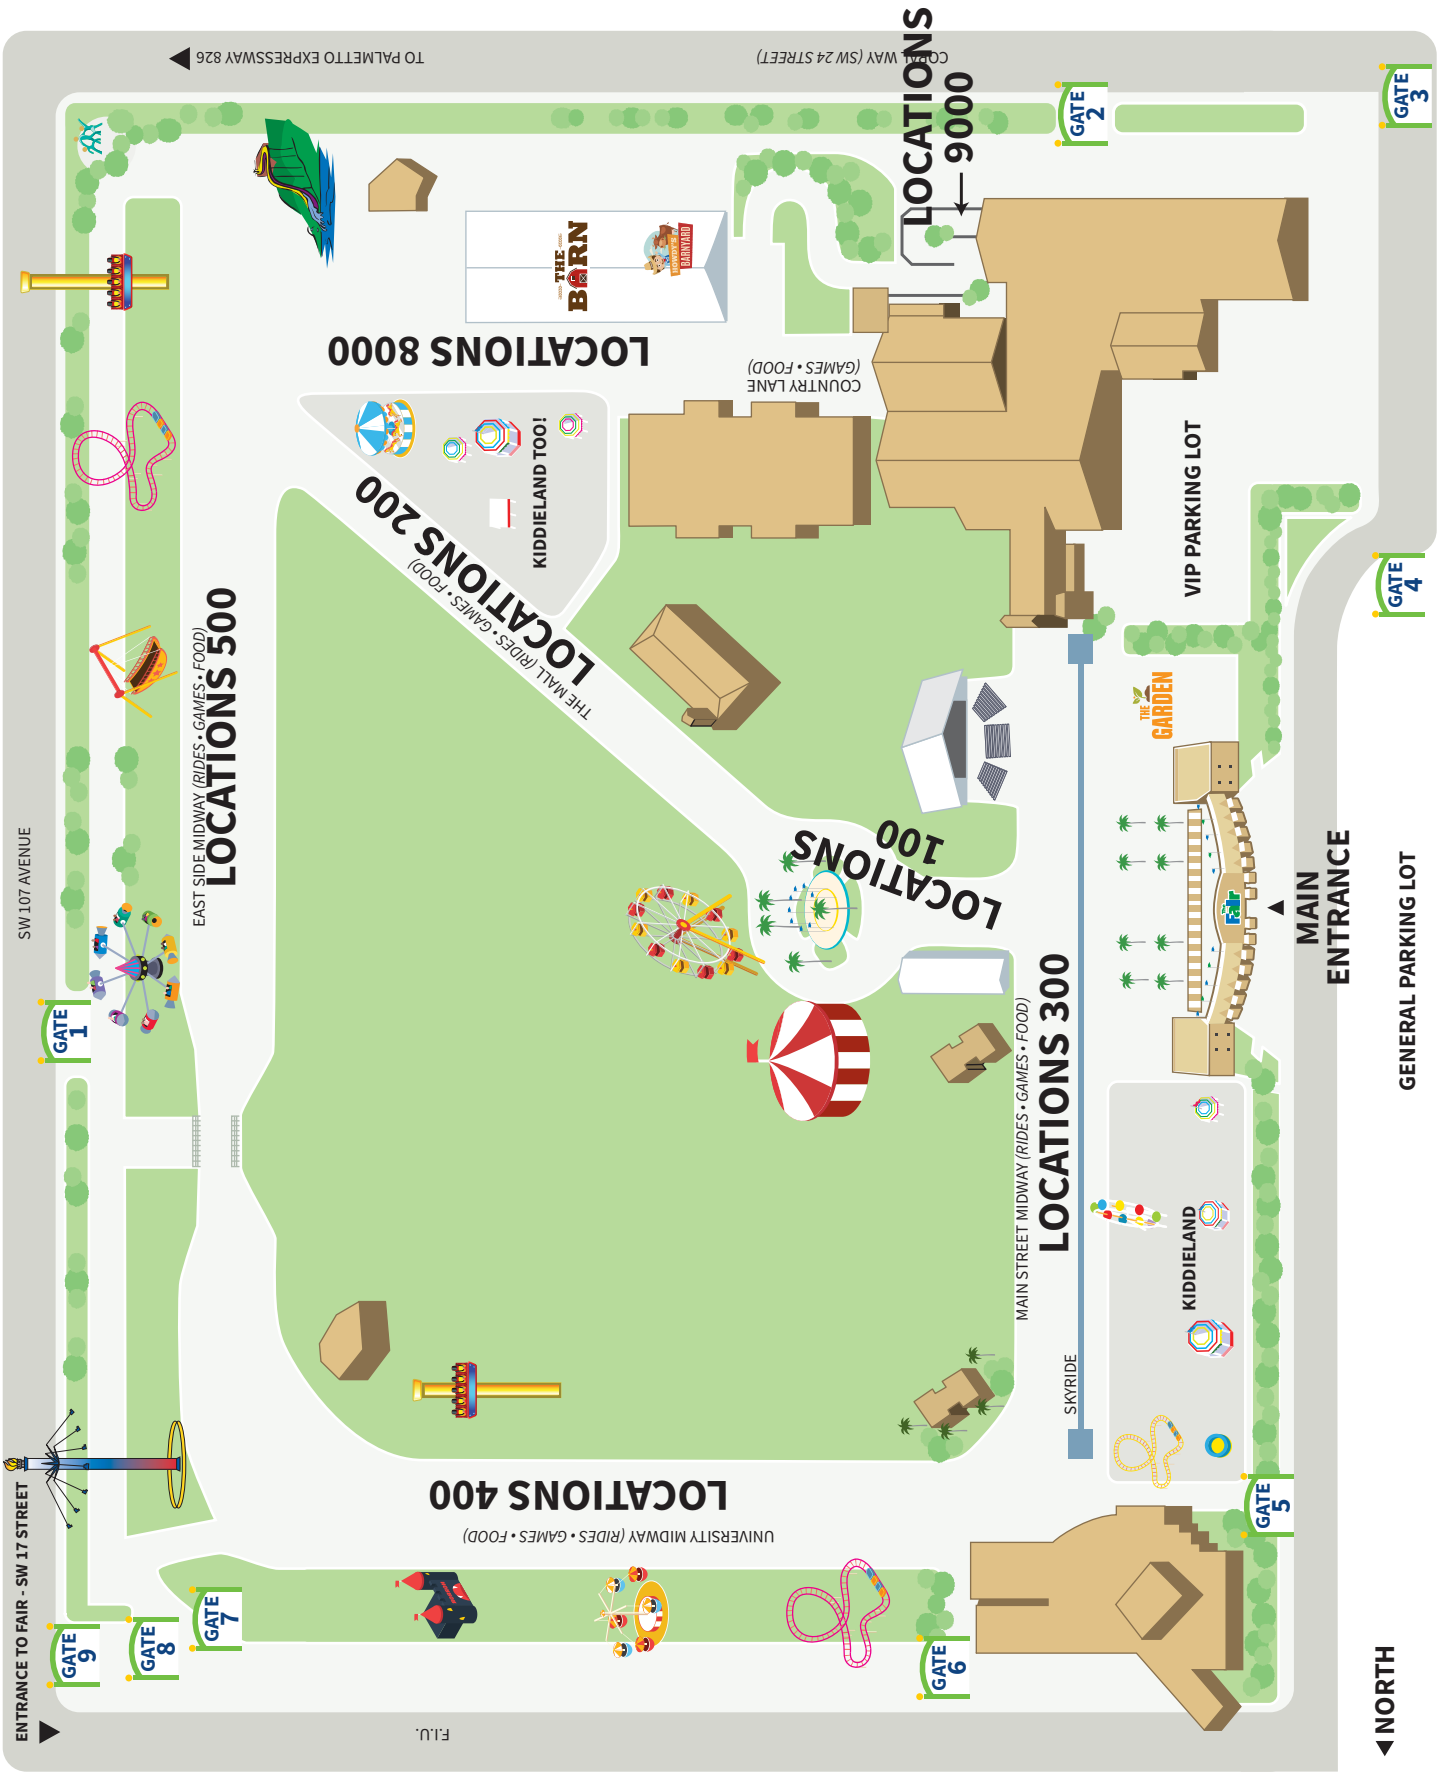 TO PALMETTO EXPRESSWAY 826
CORAL WAY (SW 24 STREET)
LOCATIONS
9000
GATE
2
GATE
3
THE
BARN
HOWDY'S
BARNYARD
LOCATIONS 8000
COUNTRY LANE
(GAMES • FOOD)
KIDDIELAND TOO!
LOCATIONS 200
THE MALL (RIDES • GAMES • FOOD)
VIP PARKING LOT
GATE
4
EAST SIDE MIDWAY (RIDES • GAMES • FOOD)
LOCATIONS 500
SW 107 AVENUE
THE
GARDEN
LOCATIONS
100
Fair
MAIN
ENTRANCE
GENERAL PARKING LOT
GATE
1
MAIN STREET MIDWAY (RIDES • GAMES • FOOD)
LOCATIONS 300
SKYRIDE
KIDDIELAND
GATE
5
LOCATIONS 400
UNIVERSITY MIDWAY (RIDES • GAMES • FOOD)
ENTRANCE TO FAIR - SW 17 STREET
GATE
9
GATE
8
GATE
7
GATE
6
F.I.U.
NORTH